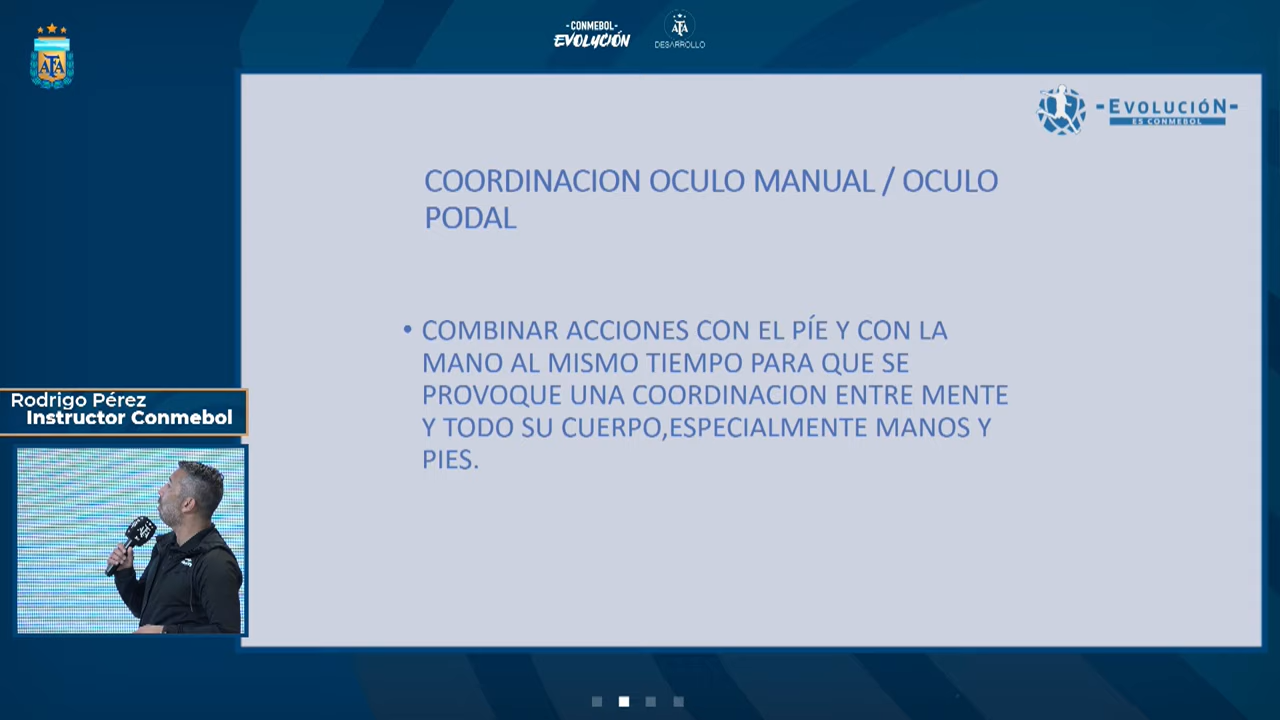 -CONMEBOL-
EVOLUCIÓN
AFA
DESARROLLO
AFA
-EVOLUCIÓN-
ES CONMEBOL
COORDINACION OCULO MANUAL / OCULO
PODAL
• COMBINAR ACCIONES CON EL PÍE Y CON LA
MANO AL MISMO TIEMPO PARA QUE SE
PROVOQUE UNA COORDINACION ENTRE MENTE
Y TODO SU CUERPO,ESPECIALMENTE MANOS Y
PIES.
Rodrigo Pérez
Instructor Conmebol